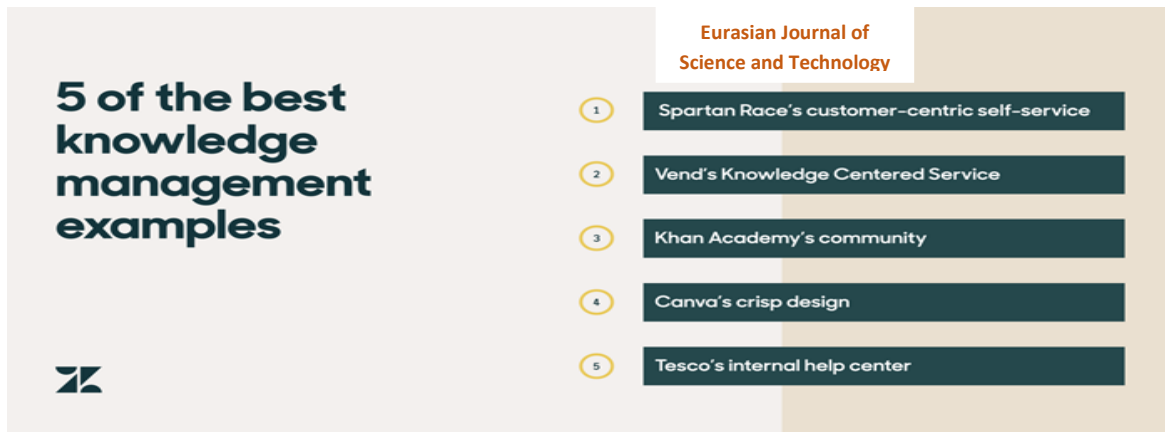 Eurasian Journal of
Science and Technology
5 of the best
knowledge
management
examples
1
Spartan Race's customer-centric self-service
2
Vend's Knowledge Centered Service
3
Khan Academy's community
4
Canva's crisp design
5
Tesco's internal help center